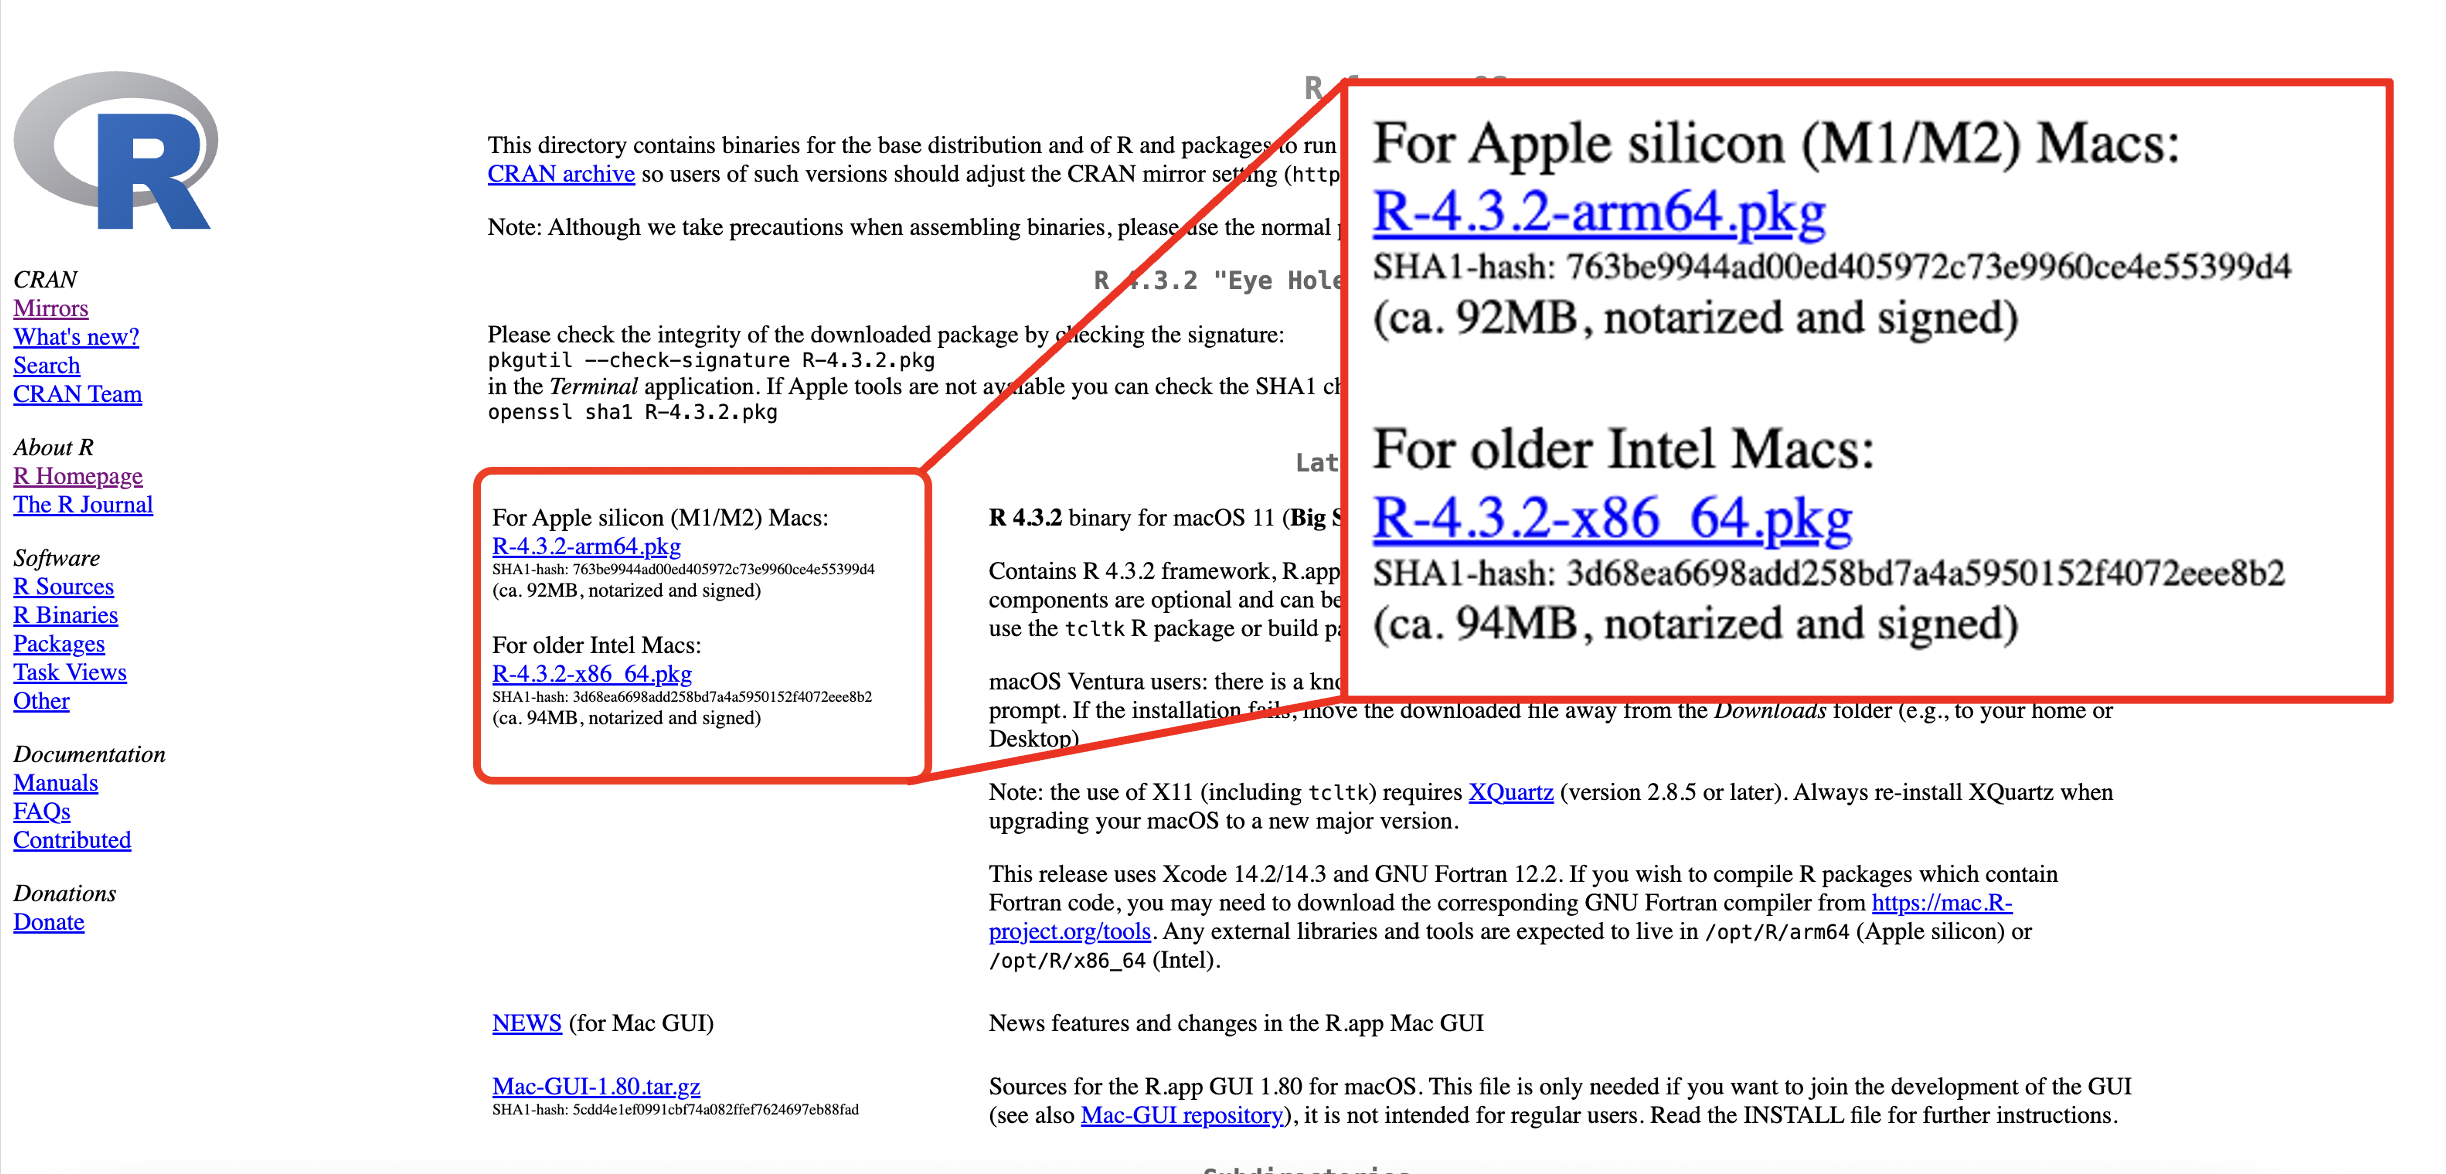 R
CRAN
Mirrors
What's new?
Search
CRAN Team
About R
R Homepage
The R Journal
Software
R Sources
R Binaries
Packages
Task Views
Other
Documentation
Manuals
FAQs
Contributed
Donations
Donate
R
This directory contains binaries for the base distribution and of R and packages to run
CRAN archive so users of such versions should adjust the CRAN mirror setting (http
Note: Although we take precautions when assembling binaries, please use the normal
R 4.3.2 "Eye Hole
Please check the integrity of the downloaded package by checking the signature:
pkgutil --check-signature R-4.3.2.pkg
in the Terminal application. If Apple tools are not available you can check the SHA1 ch
openssl sha1 R-4.3.2.pkg
Lat
For Apple silicon (M1/M2) Macs:
R-4.3.2-arm64.pkg
SHA1-hash: 763be9944ad00ed405972c73e9960ce4e55399d4
(ca. 92MB, notarized and signed)
For older Intel Macs:
R-4.3.2-x86_64.pkg
SHA1-hash: 3d68ea6698add258bd7a4a5950152f4072eee8b2
(ca. 94MB, notarized and signed)
R 4.3.2 binary for macOS 11 (Big S
Contains R 4.3.2 framework, R.app
components are optional and can be
use the tcltk R package or build pa
macOS Ventura users: there is a kno
prompt. If the installation fails, move the downloaded file away from the Downloads folder (e.g., to your home or
Desktop)
Note: the use of X11 (including tcltk) requires XQuartz (version 2.8.5 or later). Always re-install XQuartz when
upgrading your macOS to a new major version.
This release uses Xcode 14.2/14.3 and GNU Fortran 12.2. If you wish to compile R packages which contain
Fortran code, you may need to download the corresponding GNU Fortran compiler from https://mac.R-
project.org/tools. Any external libraries and tools are expected to live in /opt/R/arm64 (Apple silicon) or
/opt/R/x86_64 (Intel).
NEWS (for Mac GUI)
News features and changes in the R.app Mac GUI
Mac-GUI-1.80.tar.gz
SHA1-hash: 5cdd4e1ef0991cbf74a082ffef7624697eb88fad
Sources for the R.app GUI 1.80 for macOS. This file is only needed if you want to join the development of the GUI
(see also Mac-GUI repository), it is not intended for regular users. Read the INSTALL file for further instructions.
Subdirectories
For Apple silicon (M1/M2) Macs:
R-4.3.2-arm64.pkg
SHA1-hash: 763be9944ad00ed405972c73e9960ce4e55399d4
(ca. 92MB, notarized and signed)
For older Intel Macs:
R-4.3.2-x86_64.pkg
SHA1-hash: 3d68ea6698add258bd7a4a5950152f4072eee8b2
(ca. 94MB, notarized and signed)